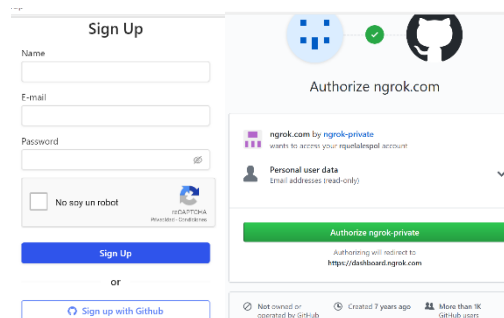 Sign Up
Name
E-mail
Password
No soy un robot
reCAPTCHA
Privacidad - Condiciones
Sign Up
or
Sign up with Github
Authorize ngrok.com
ngrok.com by ngrok-private
wants to access your rquelalespol account
Personal user data
Email addresses (read-only)
Authorize ngrok-private
Authorizing will redirect to
https://dashboard.ngrok.com
Not owned or
operated by GitHub
Created 7 years ago
More than 1K
GitHub users